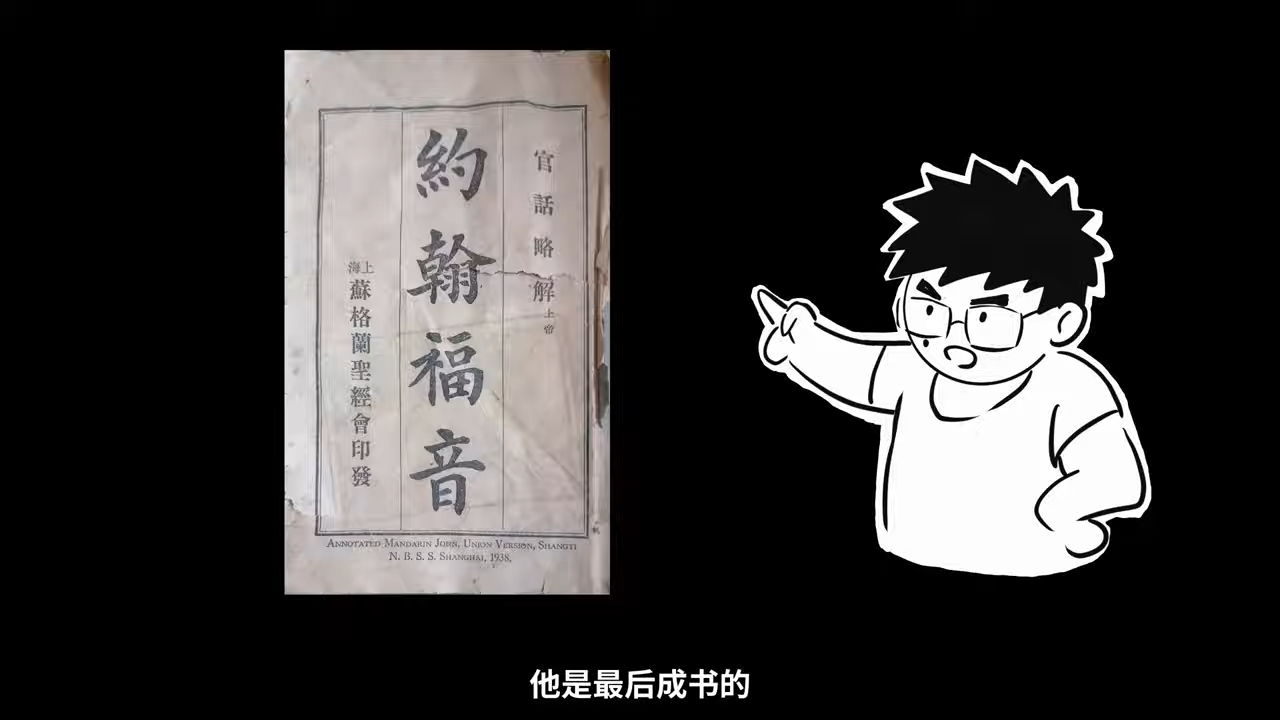 官話略解上帝
約翰福音
上海
蘇格蘭聖經會印發
ANNOTATED MANDARIN JOHN, UNION VERSION, SHANGTI
N. B. S. S. SHANGHAI, 1938.
他是最后成书的